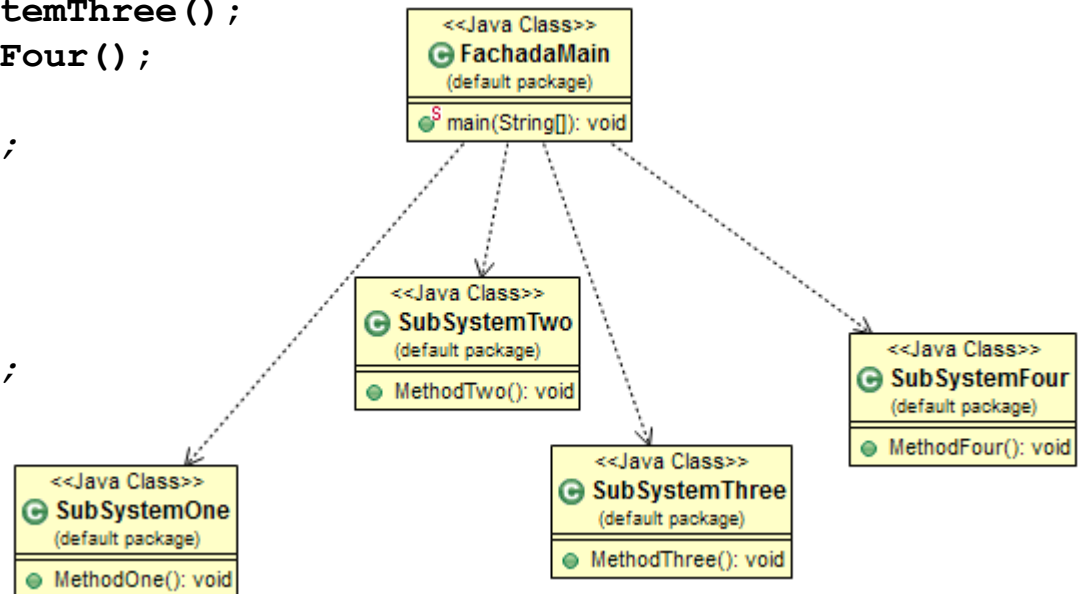 temThree();
Four();
;
;
<<Java Class>>
FachadaMain
(default package)
main(String[]): void
<<Java Class>>
SubSystemTwo
(default package)
MethodTwo(): void
<<Java Class>>
SubSystemFour
(default package)
MethodFour(): void
<<Java Class>>
SubSystemThree
(default package)
MethodThree(): void
<<Java Class>>
SubSystemOne
(default package)
MethodOne(): void